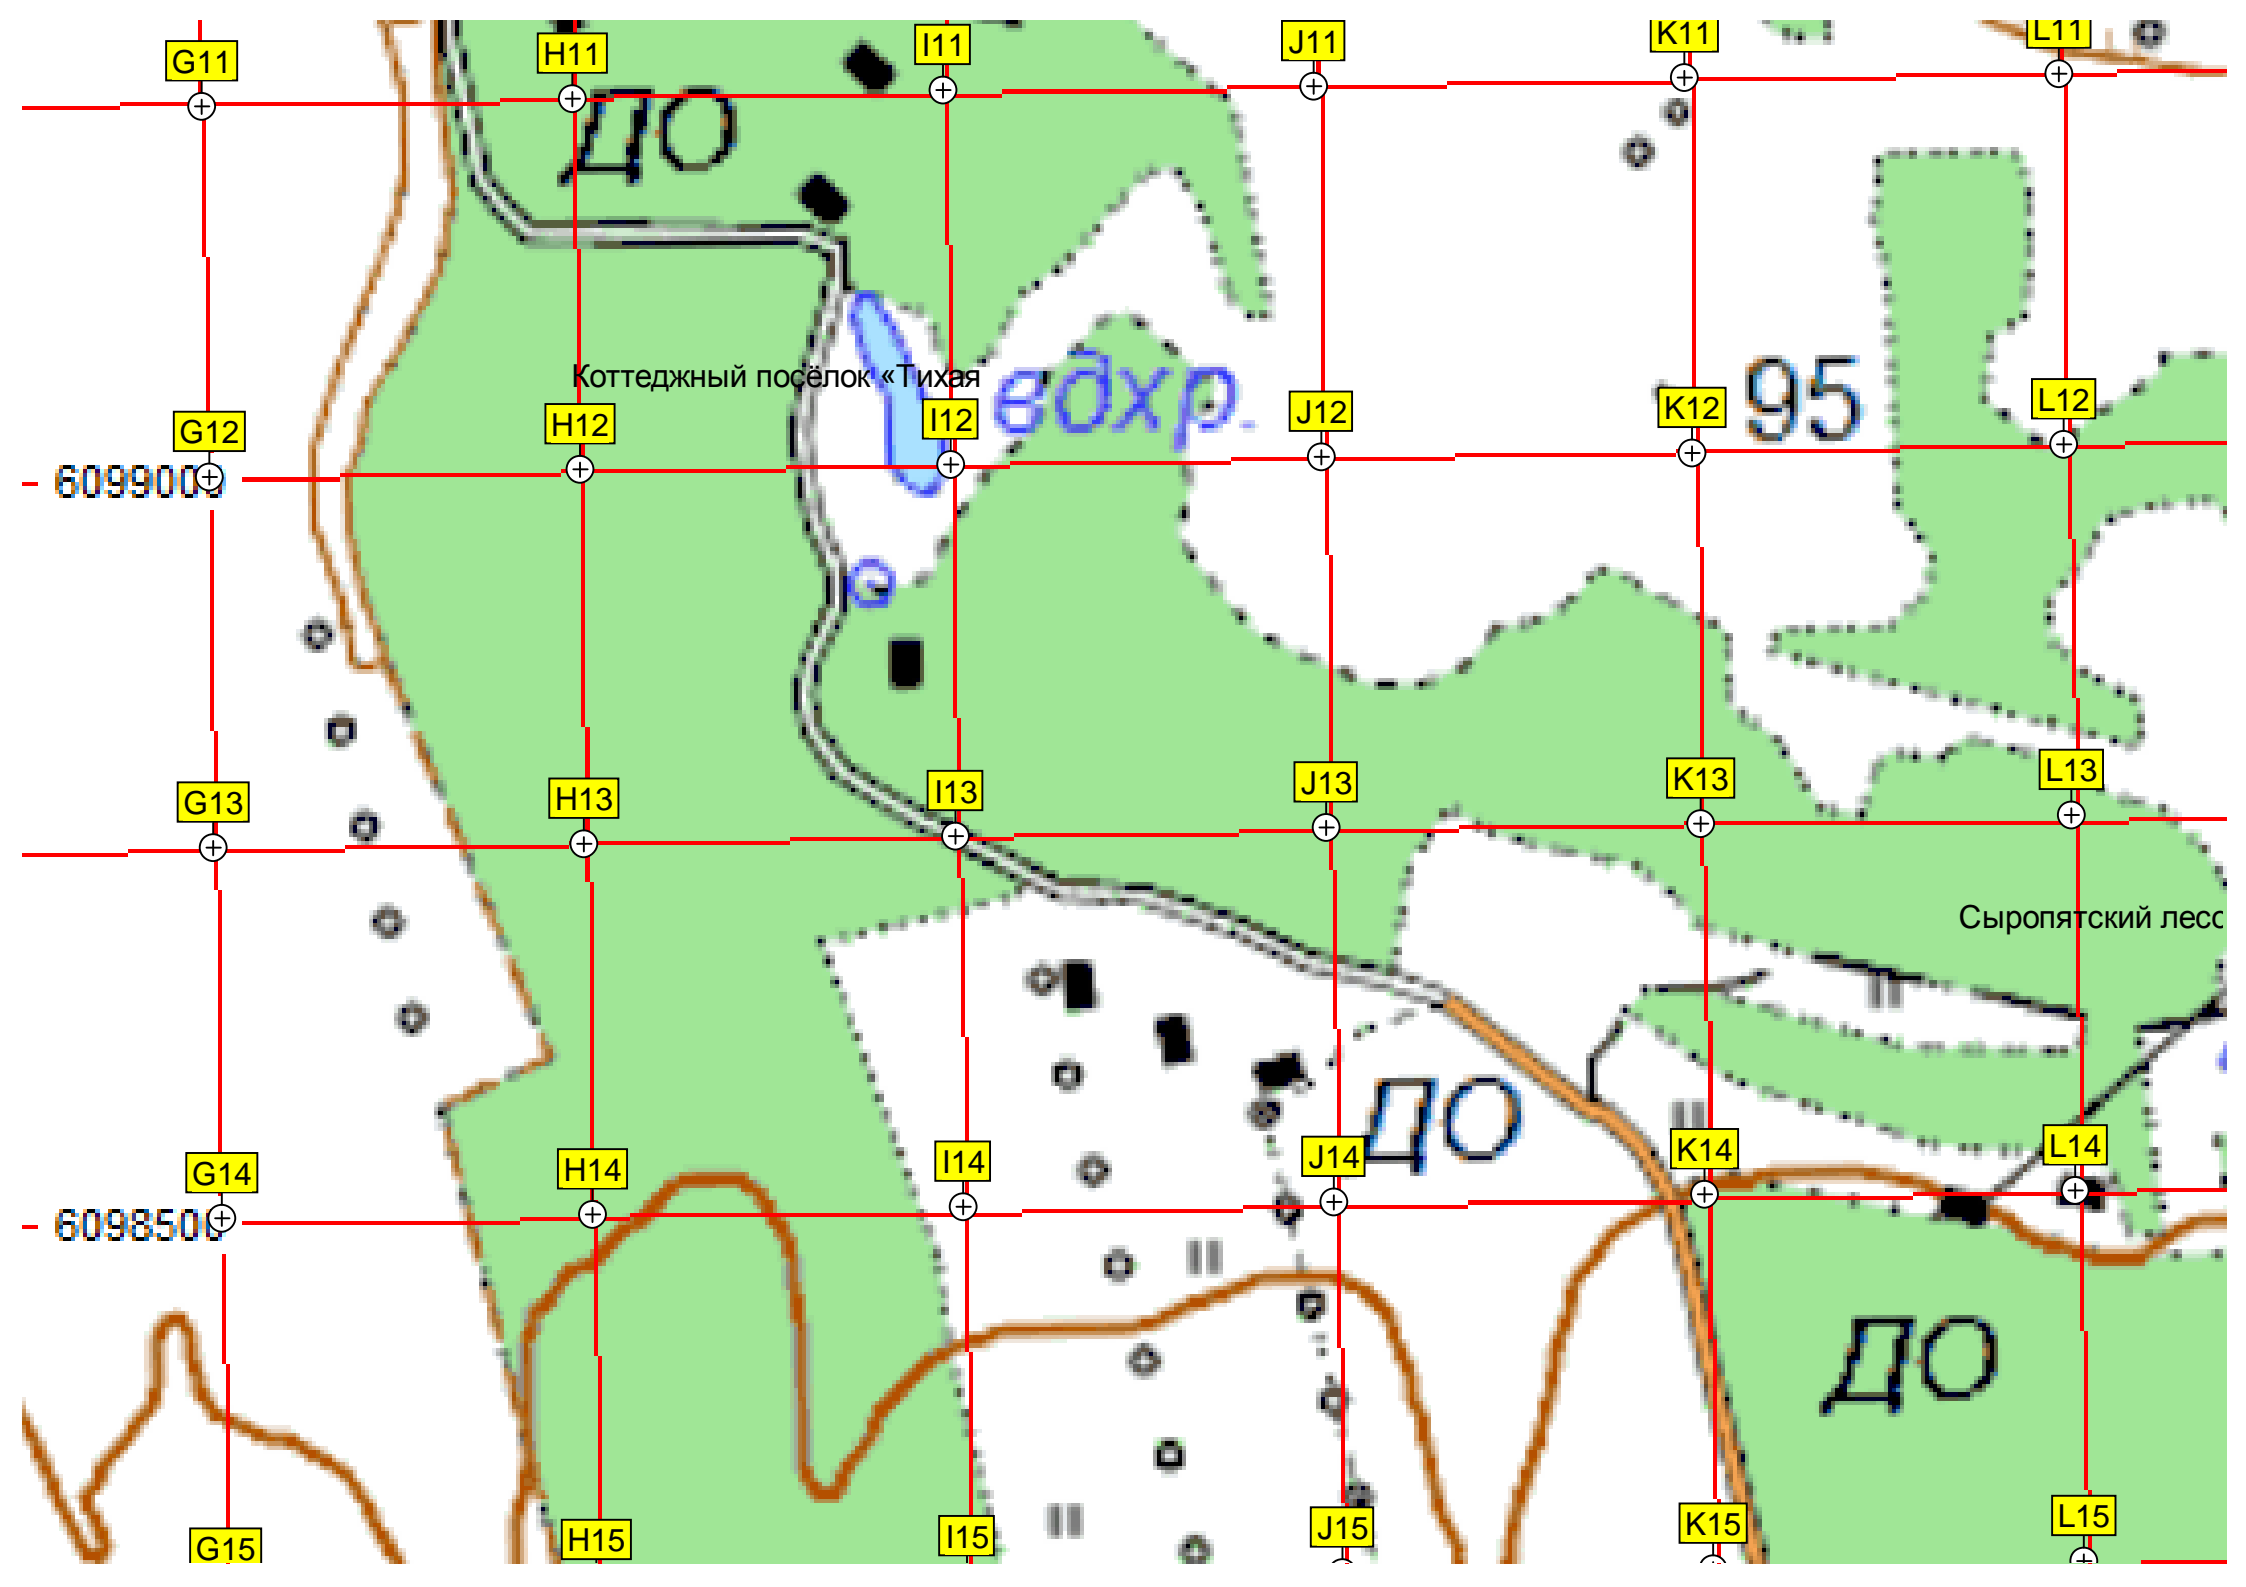 G11 H11 I11 J11 K11 L11
ДО
Коттеджный посёлок «Тихая
вдхр.
95
G12 H12 I12 J12 K12 L12
6099000
G13 H13 I13 J13 K13 L13
Сыропятский лесо
ДО
G14 H14 I14 J14 K14 L14
6098500
ДО
G15 H15 I15 J15 K15 L15